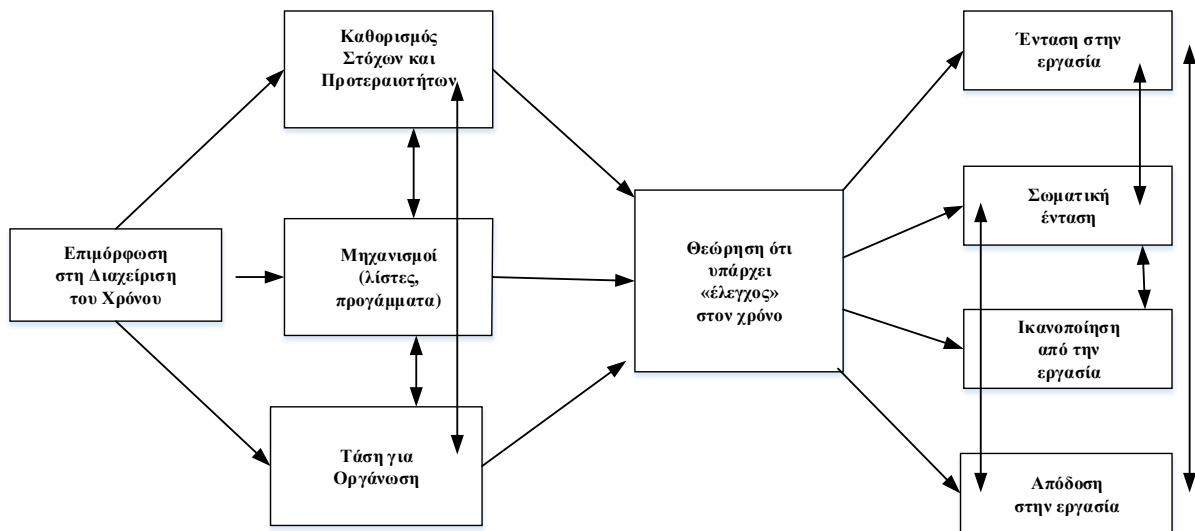 Καθορισμός
Στόχων και
Προτεραιοτήτων
Ένταση στην
εργασία
Επιμόρφωση
στη Διαχείριση
του Χρόνου
Μηχανισμοί
(λίστες,
προγάμματα)
Θεώρηση ότι
υπάρχει
«έλεγχος»
στον χρόνο
Σωματική
ένταση
Ικανοποίηση
από την
εργασία
Τάση για
Οργάνωση
Απόδοση
στην εργασία